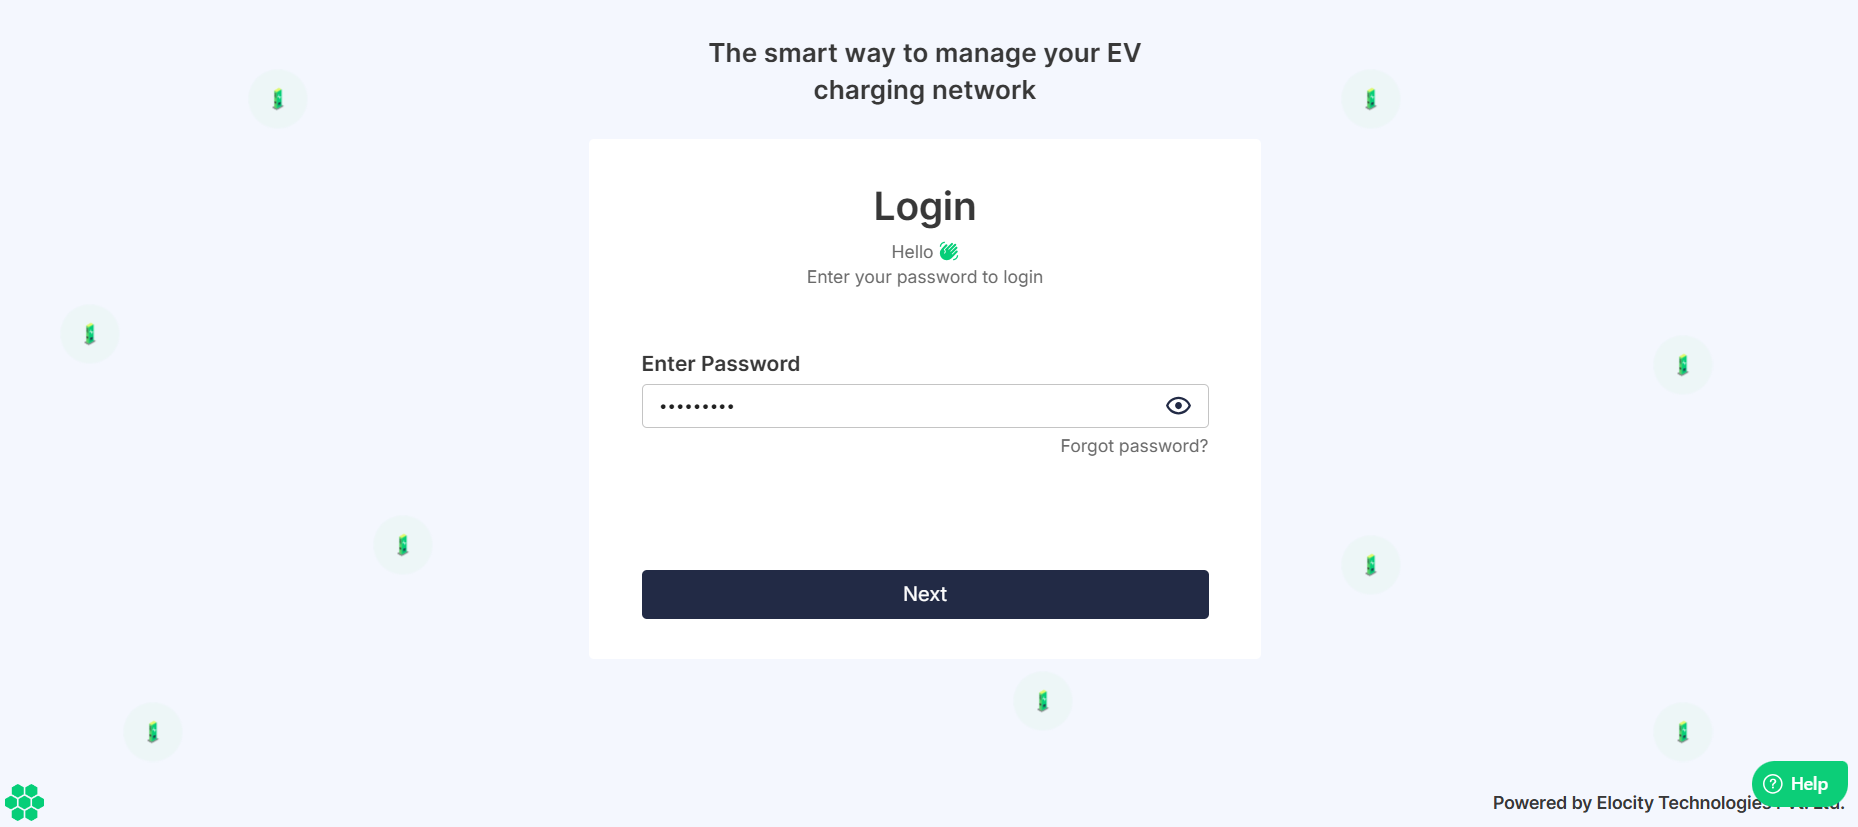 The smart way to manage your EV
charging network
Login
Hello
Enter your password to login
Enter Password
•••••••••
Forgot password?
Next
Help
Powered by Elocity Technologies Ltd.